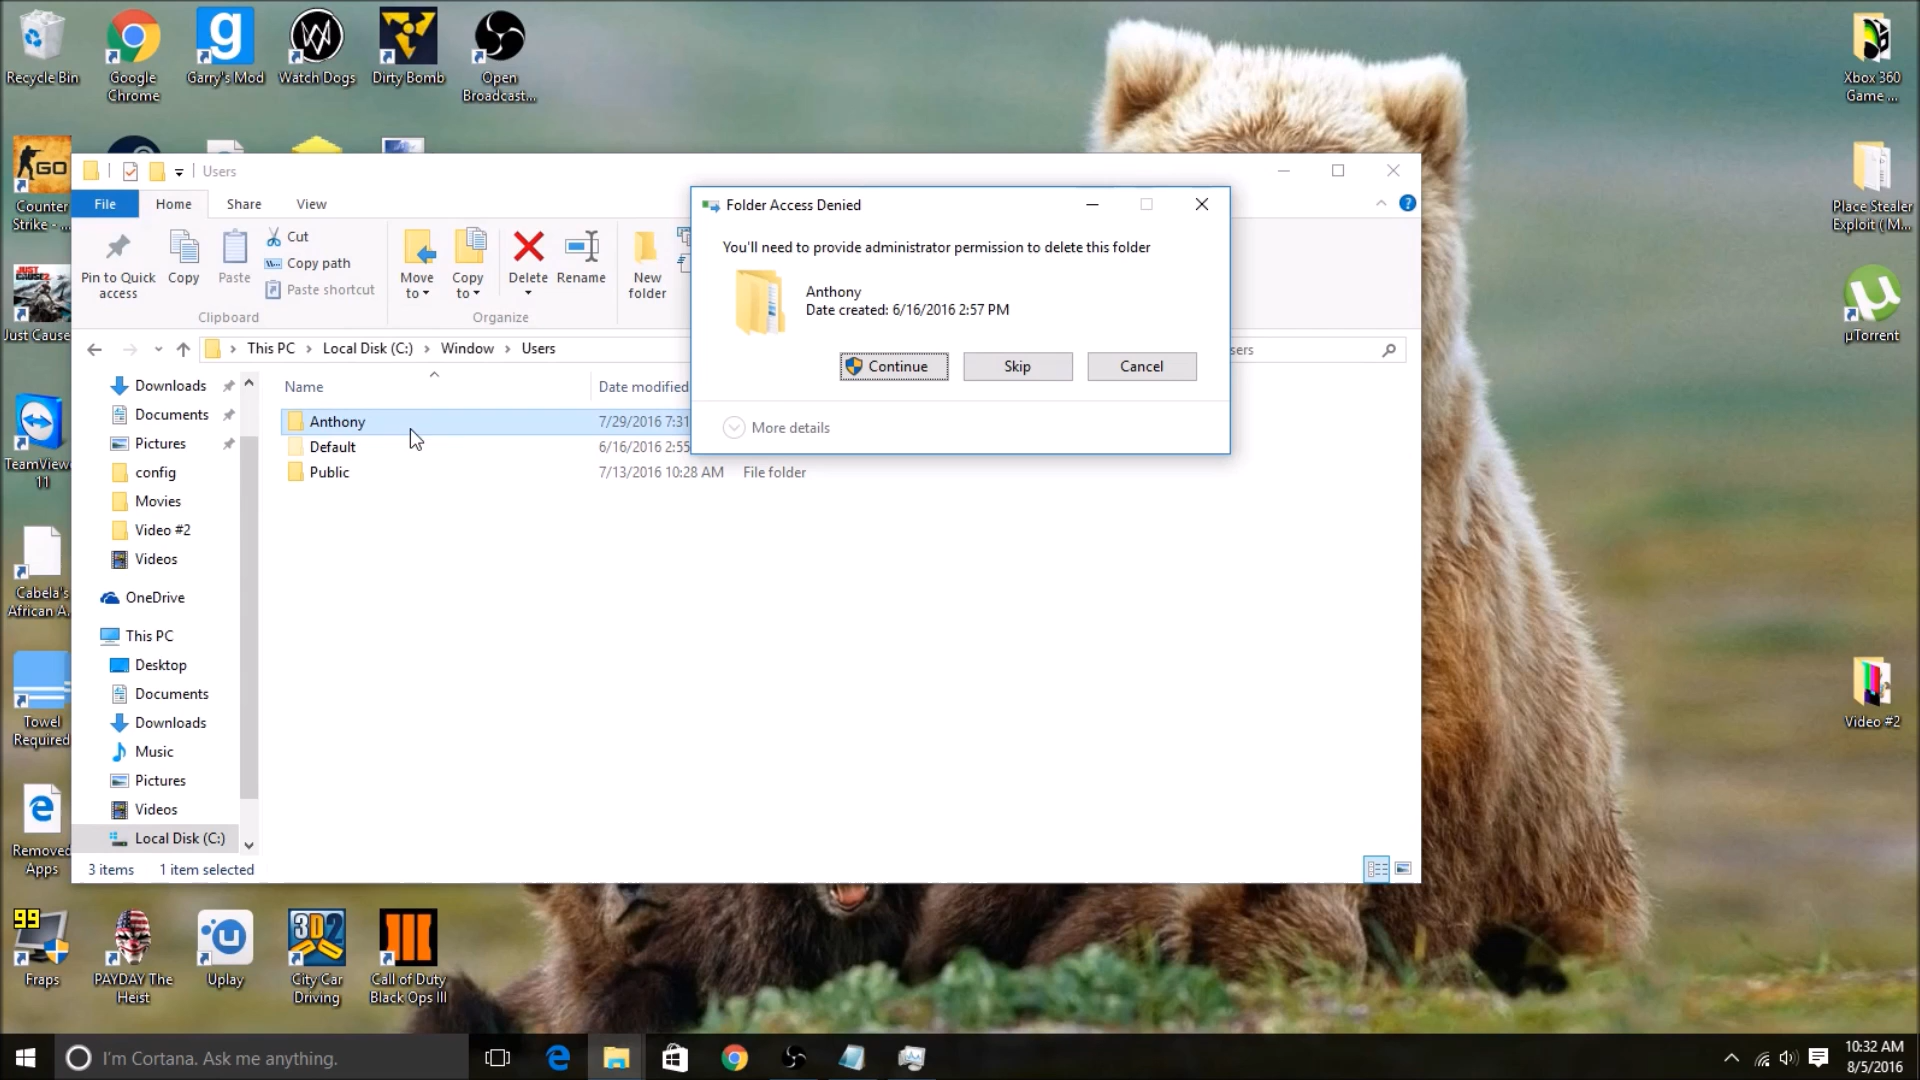 Recycle Bin
Google
Chrome
Garry's Mod
Watch Dogs
Dirty Bomb
Open
Broadcast...
Xbox 360
Game ...
GO
Counter
Strike - ...
Place Stealer
Exploit ( M...
JUST CAUSE 2
Just Cause
µTorrent
TeamView
11
Cabela's
African A.
Towel
Required
Video #2
Removed
Apps
99
Fraps
PAYDAY The
Heist
Uplay
3D2
City Car
Driving
Call of Duty
Black Ops III
Users
File
Home
Share
View
Pin to Quick
access
Copy
Paste
Cut
Copy path
Paste shortcut
Clipboard
Move
to
Copy
to
Delete
Rename
Organize
New
folder
This PC
Local Disk (C:)
Window
Users
sers
Downloads
Documents
Pictures
config
Movies
Video #2
Videos
OneDrive
This PC
Desktop
Documents
Downloads
Music
Pictures
Videos
Local Disk (C:)
Name
Date modified
Anthony
7/29/2016 7:31
Default
6/16/2016 2:55
Public
7/13/2016 10:28 AM
File folder
3 items
1 item selected
Folder Access Denied
You'll need to provide administrator permission to delete this folder
Anthony
Date created: 6/16/2016 2:57 PM
Continue
Skip
Cancel
More details
I'm Cortana. Ask me anything.
10:32 AM
8/5/2016